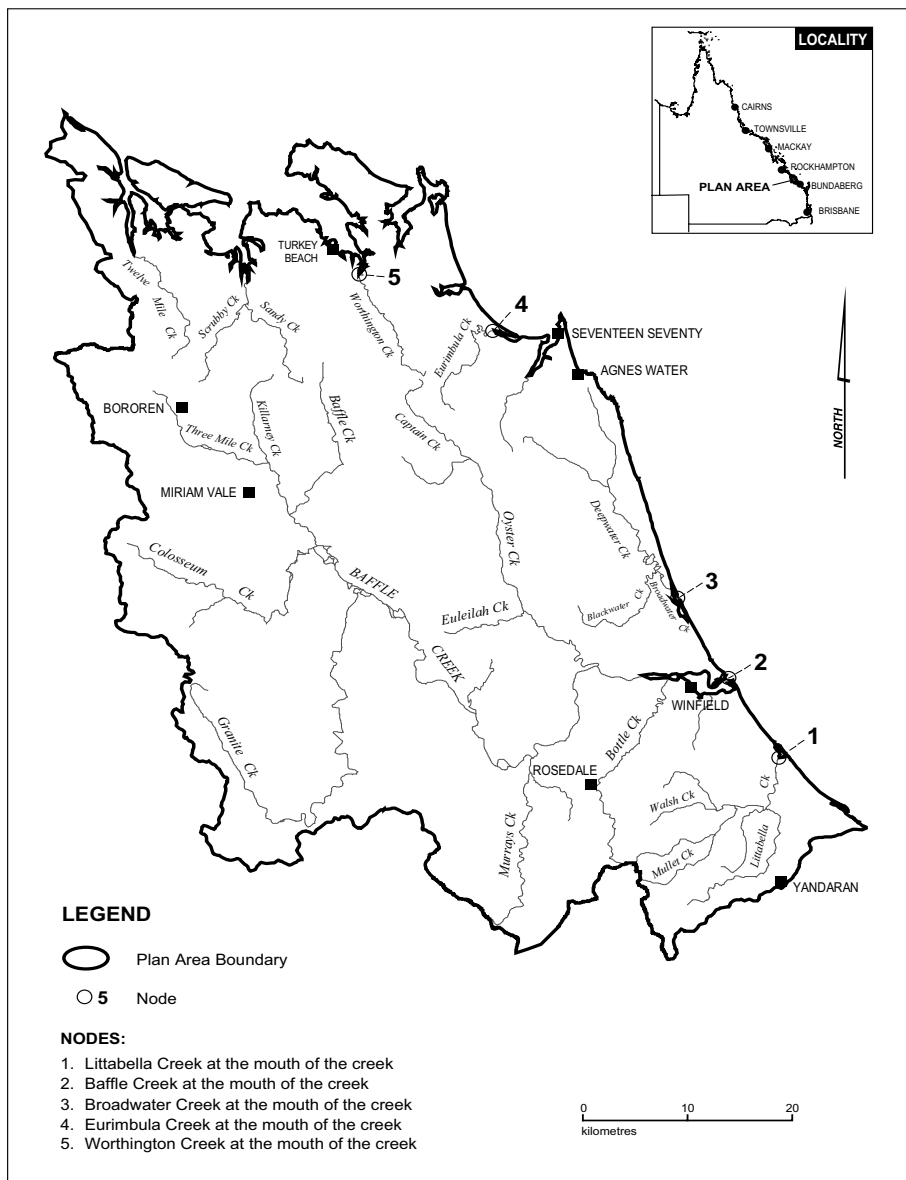 LOCALITY
CAIRNS
TOWNSVILLE
MACKAY
ROCKHAMPTON
PLAN AREA
BUNDABERG
BRISBANE
TURKEY
BEACH
5
4
Twelve
Mile
Ck
Scrubby Ck
Sandy Ck
Worthington Ck
Eurimbula Ck
SEVENTEEN SEVENTY
AGNES WATER
NORTH
BOROREN
Three Mile Ck
Killarney Ck
Baffle Ck
Captain Ck
MIRIAM VALE
Colosseum
Ck
BAFFLE
CREEK
Oyster Ck
Deepwater Ck
Euleilah Ck
Blackwater Ck
Broadwater Ck
3
2
WINFIELD
1
Granite Ck
Bottle Ck
ROSEDALE
Murrays Ck
Walsh Ck
Mullet Ck
Littabella
Ck
YANDARAN
LEGEND
Plan Area Boundary
5 Node
NODES:
1. Littabella Creek at the mouth of the creek
2. Baffle Creek at the mouth of the creek
3. Broadwater Creek at the mouth of the creek
4. Eurimbula Creek at the mouth of the creek
5. Worthington Creek at the mouth of the creek
0 10 20
kilometres